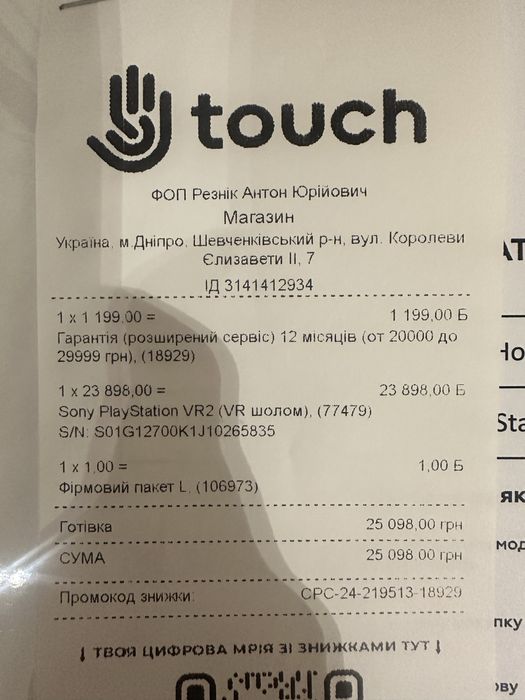 touch
ФОП Резнік Антон Юрійович
Магазин
Україна, м.Дніпро, Шевченківський р-н, вул. Королеви
Єлизавети ІІ, 7
ІД 3141412934
1 x 1 199,00 = 1 199,00 Б
Гарантія (розширений сервіс) 12 місяців (от 20000 до
29999 грн), (18929)
1 x 23 898,00 = 23 898,00 Б
Sony PlayStation VR2 (VR шолом), (77479)
S/N: S01G12700K1J10265835
1 x 1,00 = 1,00 Б
Фірмовий пакет L, (106973)
Готівка 25 098,00 грн
СУМА 25 098,00 грн
Промокод знижки: CPC-24-219513-18929
↓ ТВОЯ ЦИФРОВА МРІЯ ЗІ ЗНИЖКАМИ ТУТ ↓